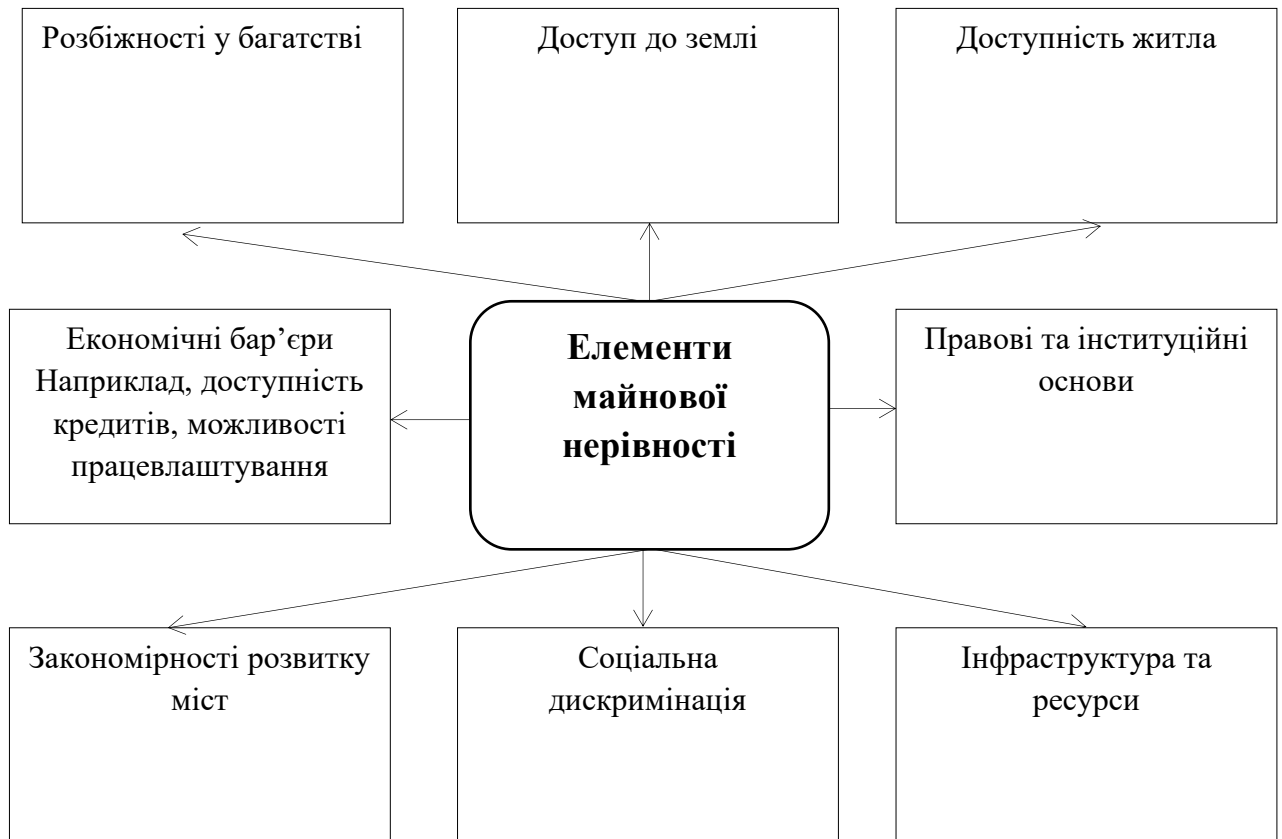 Розбіжності у багатстві
Доступ до землі
Доступність житла
Економічні бар’єри
Наприклад, доступність
кредитів, можливості
працевлаштування
Елементи
майнової
нерівності
Правові та інституційні
основи
Закономірності розвитку
міст
Соціальна
дискримінація
Інфраструктура та
ресурси